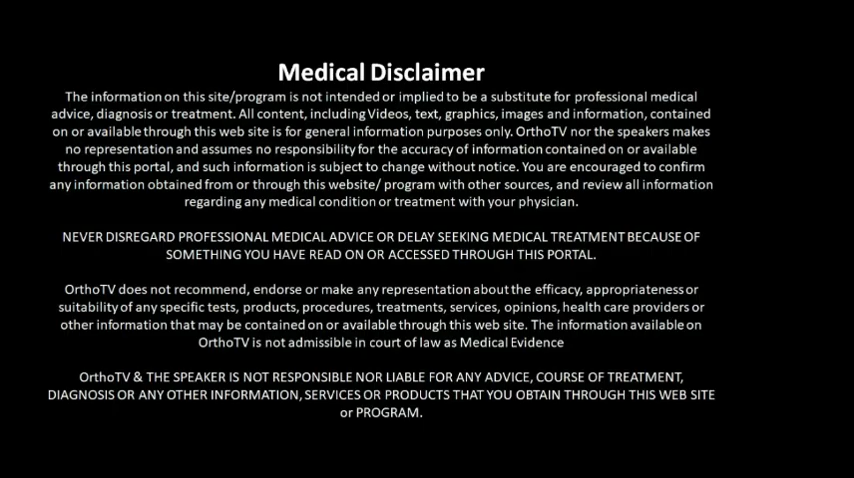 Medical Disclaimer
The information on this site/program is not intended or implied to be a substitute for professional medical
advice, diagnosis or treatment. All content, including Videos, text, graphics, images and information, contained
on or available through this web site is for general information purposes only. OrthoTV nor the speakers makes
no representation and assumes no responsibility for the accuracy of information contained on or available
through this portal, and such information is subject to change without notice. You are encouraged to confirm
any information obtained from or through this website/ program with other sources, and review all information
regarding any medical condition or treatment with your physician.
NEVER DISREGARD PROFESSIONAL MEDICAL ADVICE OR DELAY SEEKING MEDICAL TREATMENT BECAUSE OF
SOMETHING YOU HAVE READ ON OR ACCESSED THROUGH THIS PORTAL.
OrthoTV does not recommend, endorse or make any representation about the efficacy, appropriateness or
suitability of any specific tests, products, procedures, treatments, services, opinions, health care providers or
other information that may be contained on or available through this web site. The information available on
OrthoTV is not admissible in court of law as Medical Evidence
OrthoTV & THE SPEAKER IS NOT RESPONSIBLE NOR LIABLE FOR ANY ADVICE, COURSE OF TREATMENT,
DIAGNOSIS OR ANY OTHER INFORMATION, SERVICES OR PRODUCTS THAT YOU OBTAIN THROUGH THIS WEB SITE
or PROGRAM.